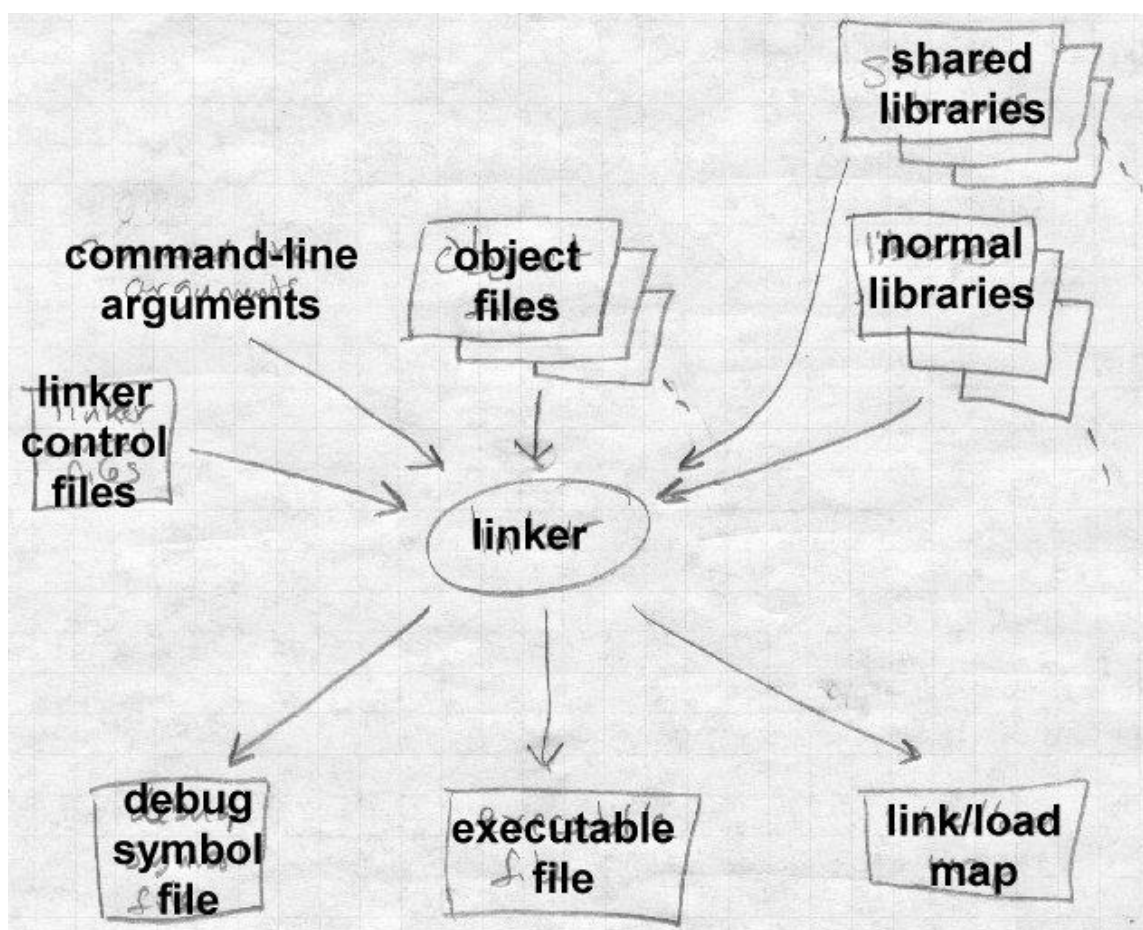 shared
libraries
command-line
arguments
object
files
normal
libraries
linker
control
files
linker
debug
symbol
file
executable
file
link/load
map